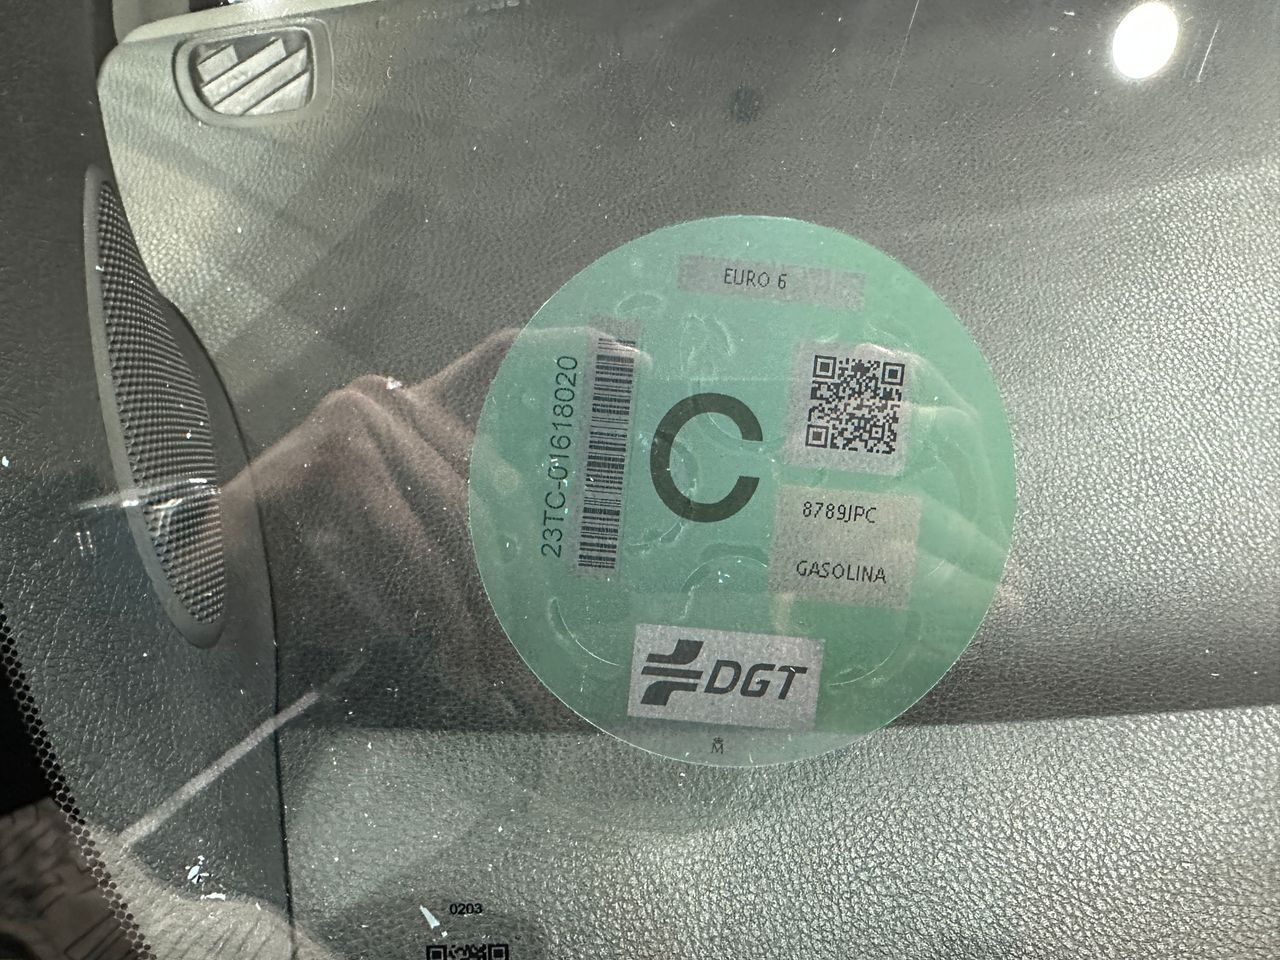 EURO 6
23TC-01618020
C
8789JPC
GASOLINA
DGT
M
0203